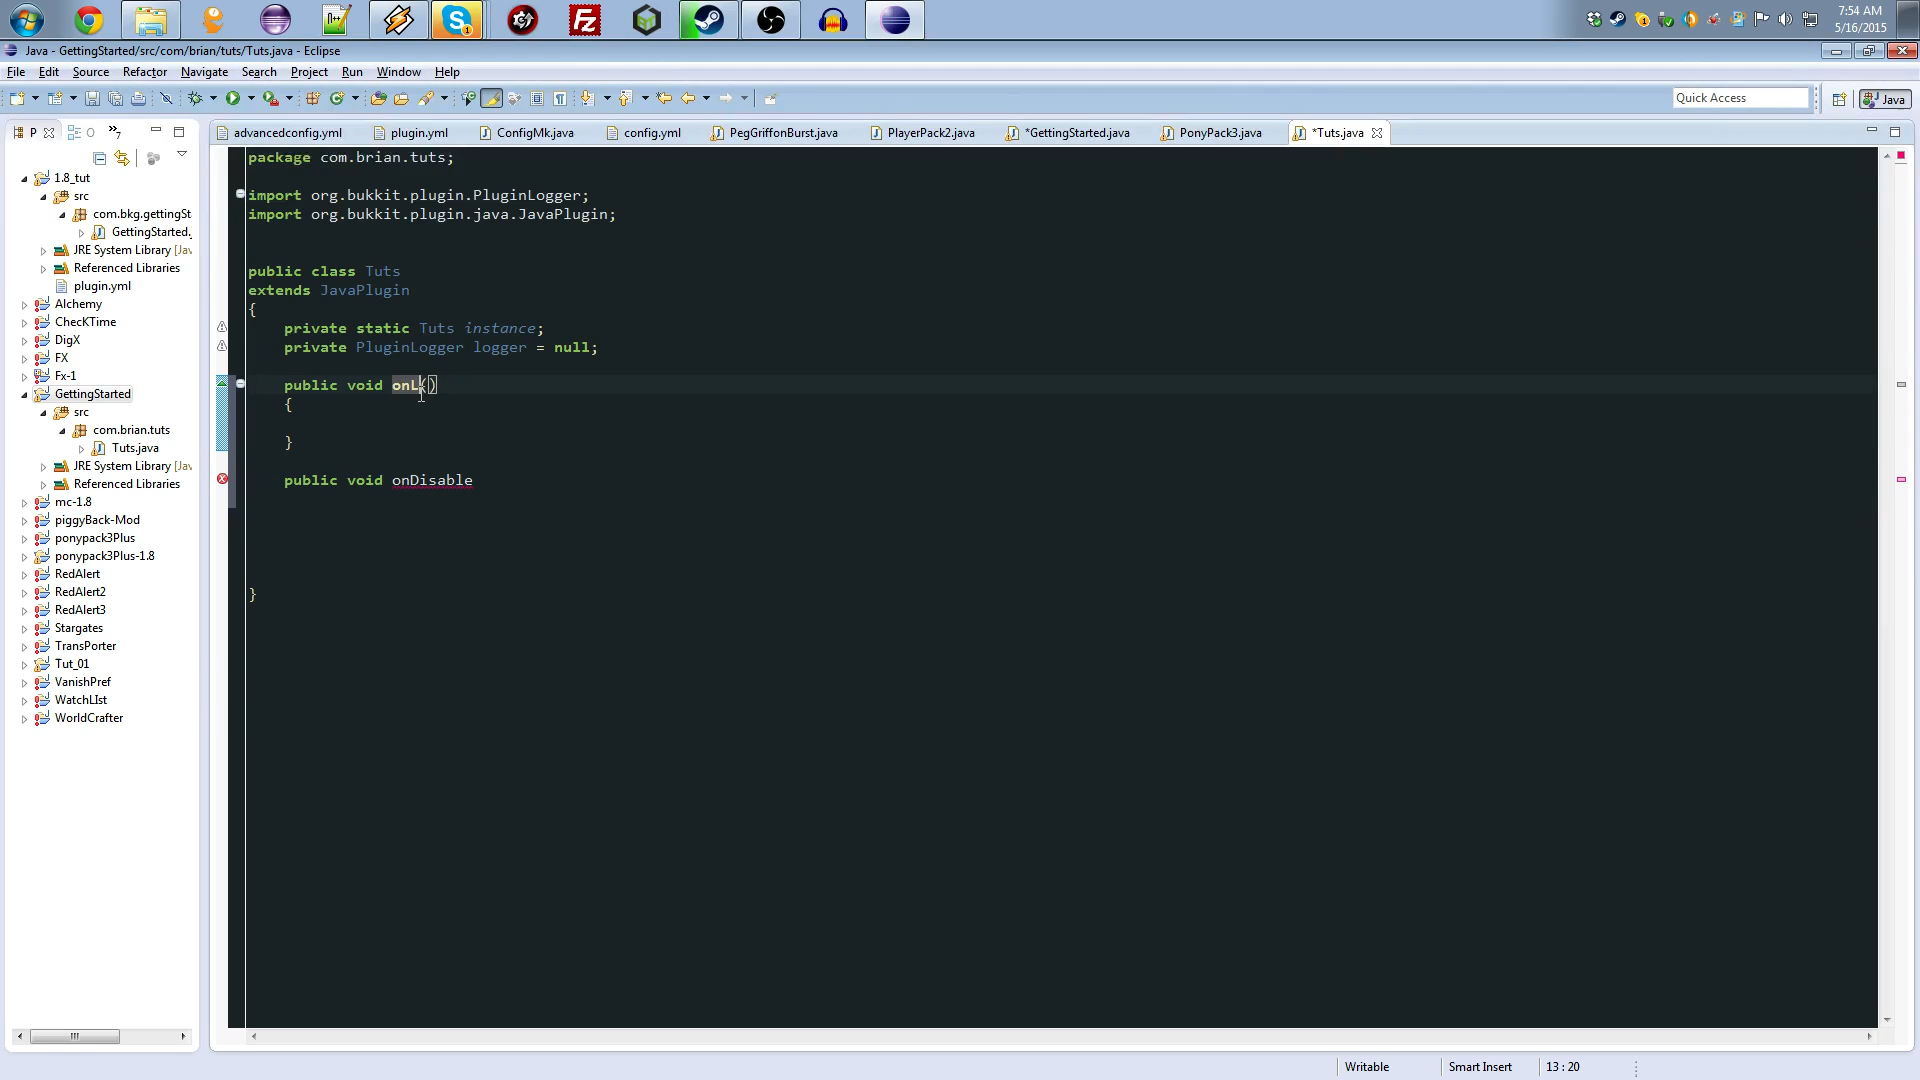 7:54 AM
5/16/2015
Java - GettingStarted/src/com/brian/tuts/Tuts.java - Eclipse
File Edit Source Refactor Navigate Search Project Run Window Help
Quick Access
Java
P O 7
advancedconfig.yml plugin.yml ConfigMk.java config.yml PegGriffonBurst.java PlayerPack2.java *GettingStarted.java PonyPack3.java *Tuts.java
1.8_tut
src
com.bkg.gettingSt
GettingStarted.
JRE System Library [Jav
Referenced Libraries
plugin.yml
Alchemy
ChecKTime
DigX
FX
Fx-1
GettingStarted
src
com.brian.tuts
Tuts.java
JRE System Library [Jav
Referenced Libraries
mc-1.8
piggyBack-Mod
ponypack3Plus
ponypack3Plus-1.8
RedAlert
RedAlert2
RedAlert3
Stargates
TransPorter
Tut_01
VanishPref
WatchLIst
WorldCrafter
package com.brian.tuts;
import org.bukkit.plugin.PluginLogger;
import org.bukkit.plugin.java.JavaPlugin;
public class Tuts
extends JavaPlugin
{
private static Tuts instance;
private PluginLogger logger = null;
public void onL()
{
}
public void onDisable
}
Writable Smart Insert 13 : 20